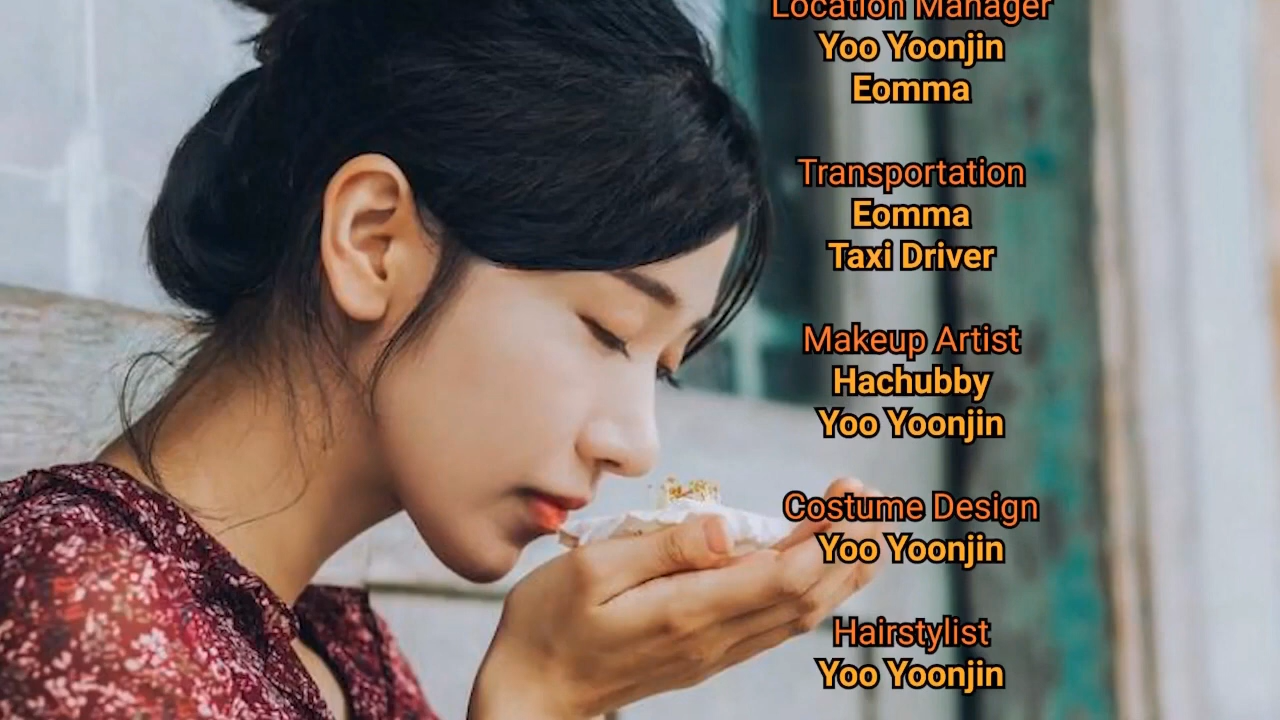 Location Manager
Yoo Yoonjin
Eomma
Transportation
Eomma
Taxi Driver
Makeup Artist
Hachubby
Yoo Yoonjin
Costume Design
Yoo Yoonjin
Hairstylist
Yoo Yoonjin